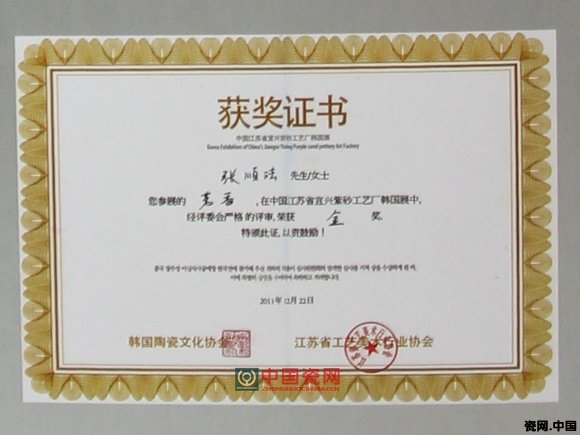 获奖证书
中国江苏省宜兴紫砂工艺厂韩国展
Korea Exhibition of China's Jiangsu Yixing Purple sand pottery Art Factory
张顺法 先生/女士
您参展的 茗香 ,在中国江苏省宜兴紫砂工艺厂韩国展中,
经评委会严格的评审,荣获 金 奖
特颁此证,以资鼓励!
2011年12月22日
韩国陶瓷文化协会 江苏省工艺美术行业协会
中国瓷网
ZHONGGUOCIWANG.CN
瓷网.中国